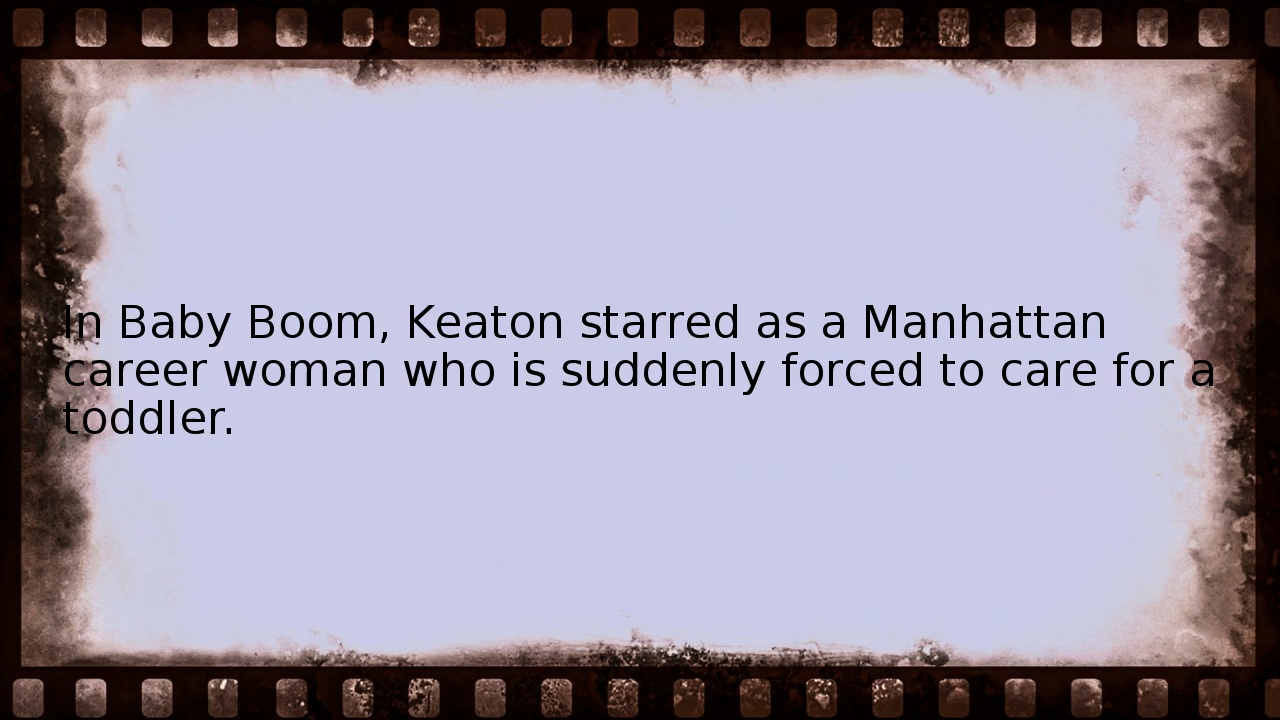 In Baby Boom, Keaton starred as a Manhattan
career woman who is suddenly forced to care for a
toddler.